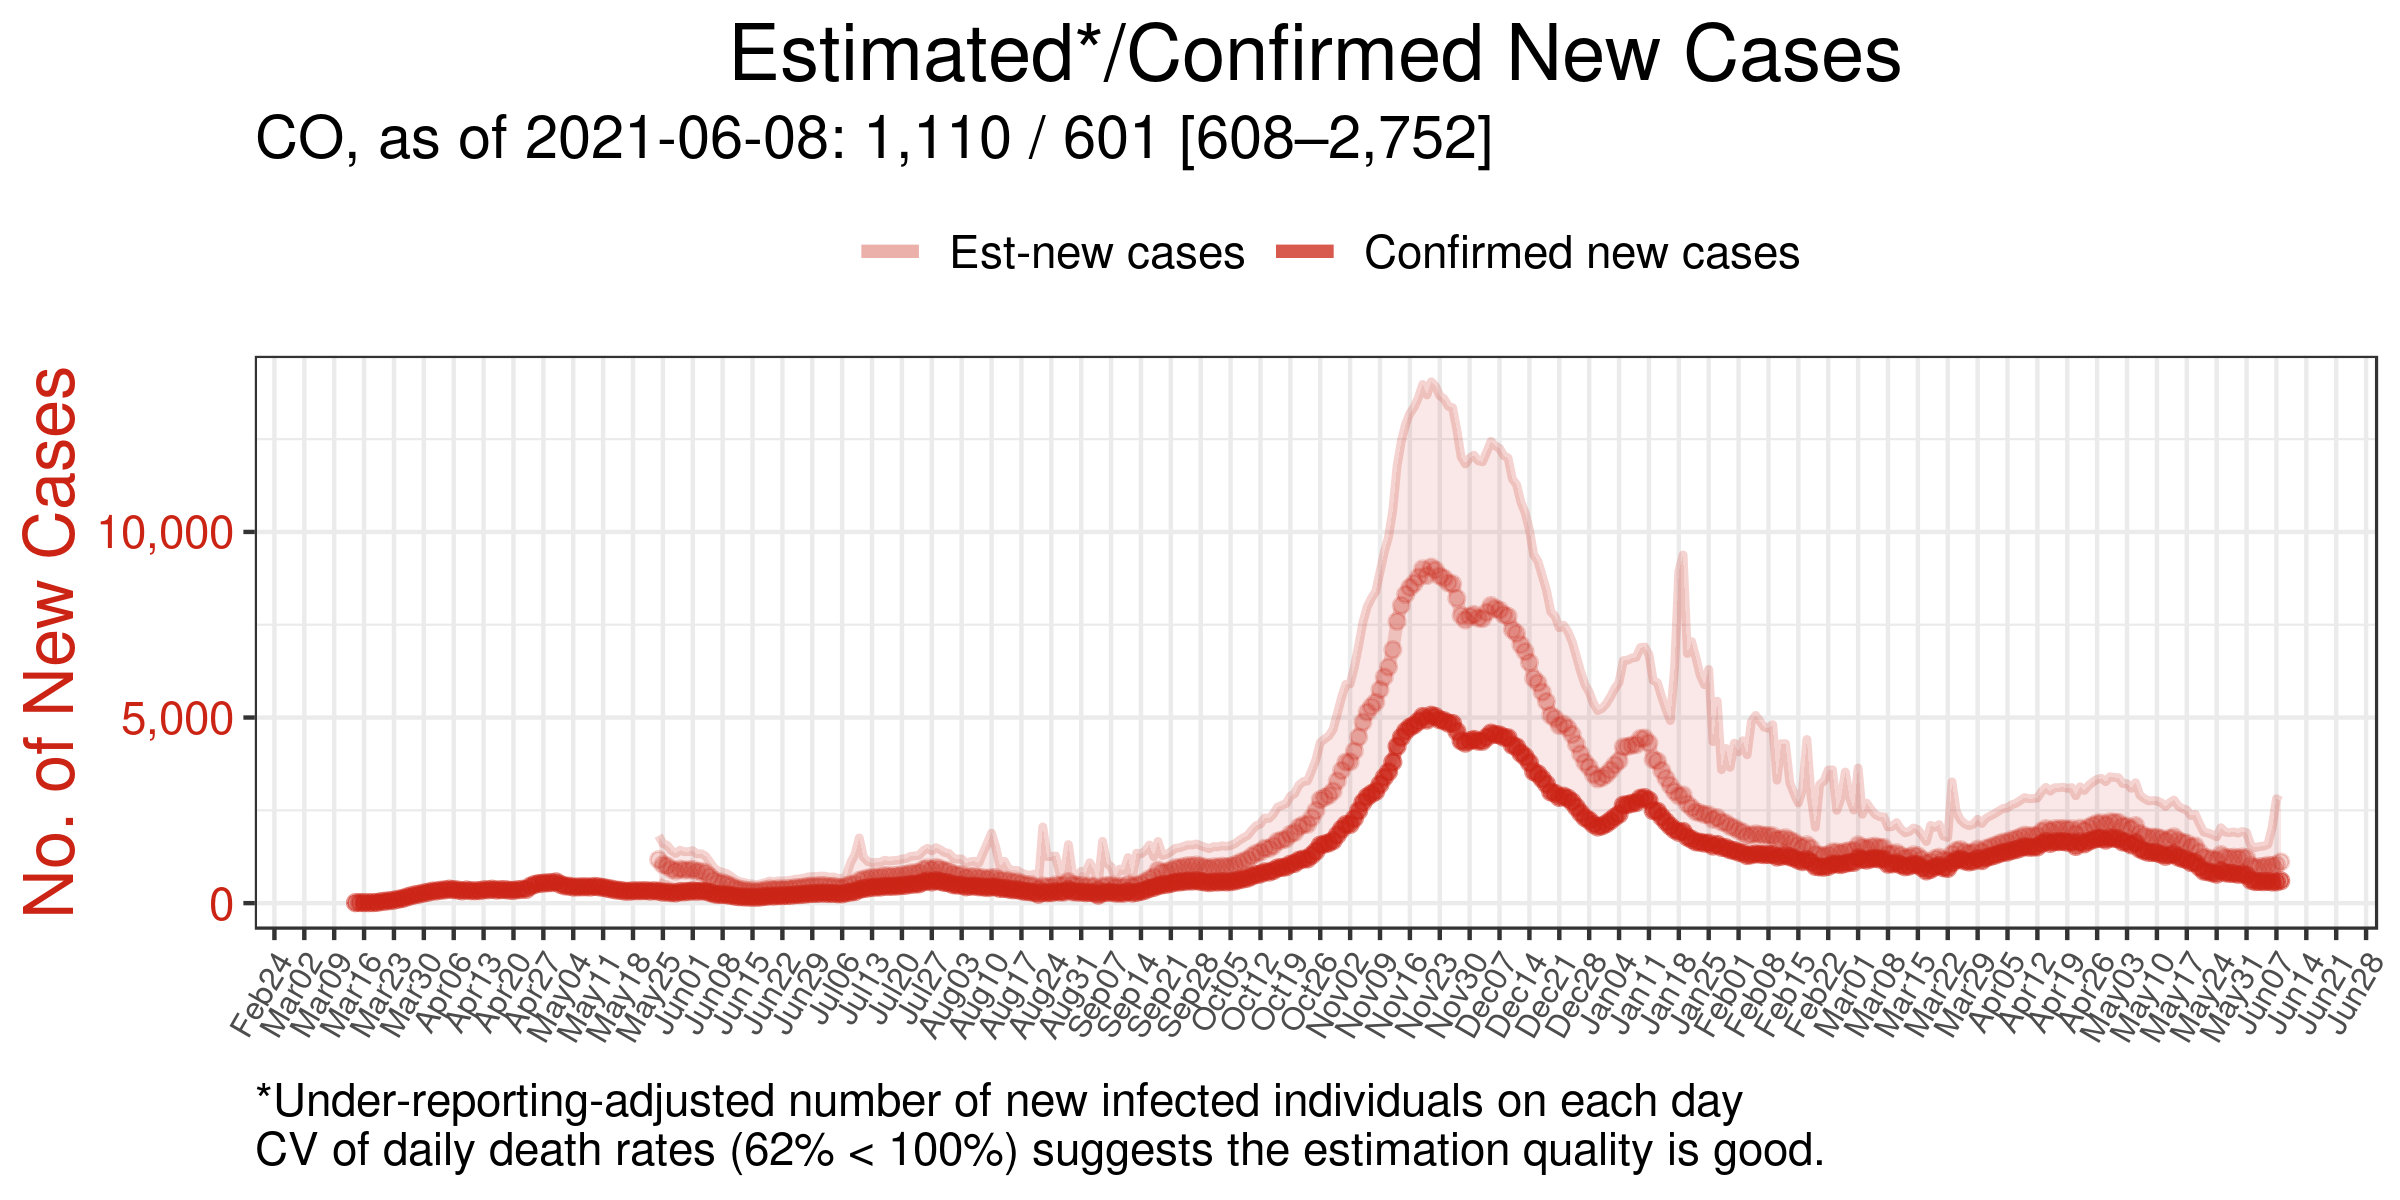 Estimated*/Confirmed New Cases
CO, as of 2021-06-08: 1,110 / 601 [608–2,752]
Est-new cases Confirmed new cases
No. of New Cases
10,000
5,000
0
Feb24 Mar02 Mar09 Mar16 Mar23 Mar30 Apr06 Apr13 Apr20 Apr27 May04 May11 May18 May25 Jun01 Jun08 Jun15 Jun22 Jun29 Jul06 Jul13 Jul20 Jul27 Aug03 Aug10 Aug17 Aug24 Aug31 Sep07 Sep14 Sep21 Sep28 Oct05 Oct12 Oct19 Oct26 Nov02 Nov09 Nov16 Nov23 Nov30 Dec07 Dec14 Dec21 Dec28 Jan04 Jan11 Jan18 Jan25 Feb01 Feb08 Feb15 Feb22 Mar01 Mar08 Mar15 Mar22 Mar29 Apr05 Apr12 Apr19 Apr26 May03 May10 May17 May24 May31 Jun07 Jun14 Jun21 Jun28
*Under-reporting-adjusted number of new infected individuals on each day
CV of daily death rates (62% < 100%) suggests the estimation quality is good.